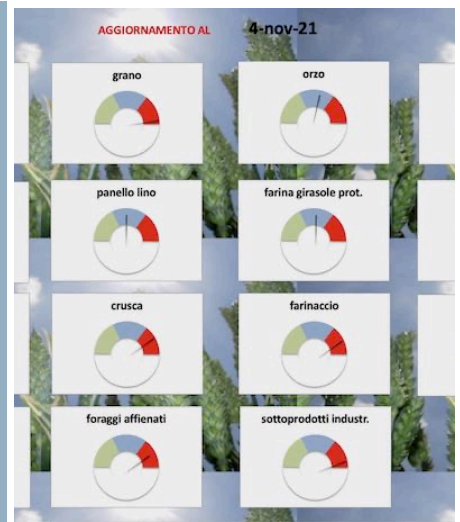 AGGIORNAMENTO AL 4-nov-21
grano orzo
panello lino farina girasole prot.
crusca farinaccio
foraggi affienati sottoprodotti industr.